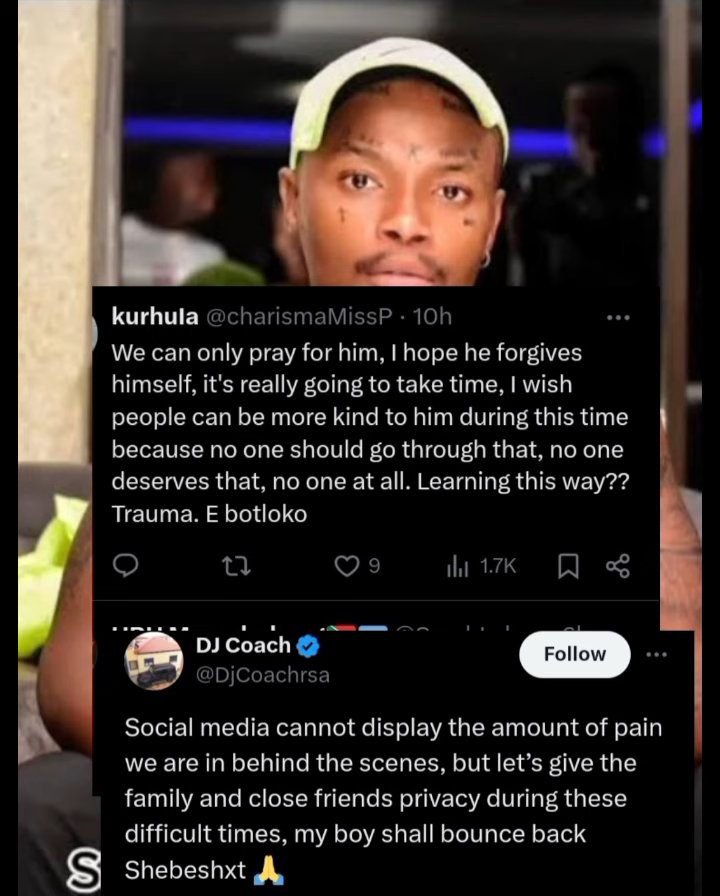 kurhula @charismaMissP · 10h
We can only pray for him, I hope he forgives
himself, it's really going to take time, I wish
people can be more kind to him during this time
because no one should go through that, no one
deserves that, no one at all. Learning this way??
Trauma. E botloko
9 1.7K
DJ Coach
Follow
@DjCoachrsa
Social media cannot display the amount of pain
we are in behind the scenes, but let’s give the
family and close friends privacy during these
difficult times, my boy shall bounce back
Shebeshxt 🙏
S